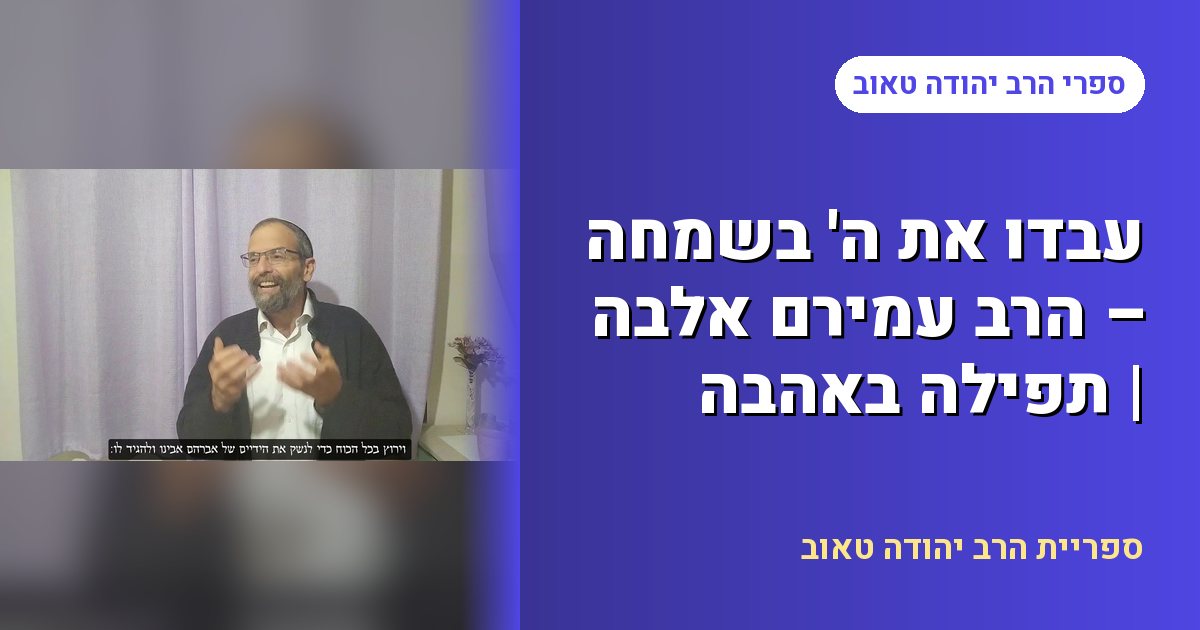 ספרי הרב יהודה טאוב
עבדו את ה' בשמחה
– הרב עמירם אלבה
| תפילה באהבה
וירוץ בכל הכוח כדי לנשק את הידיים של אברהם אבינו ולהגיד לו:
ספריית הרב יהודה טאוב